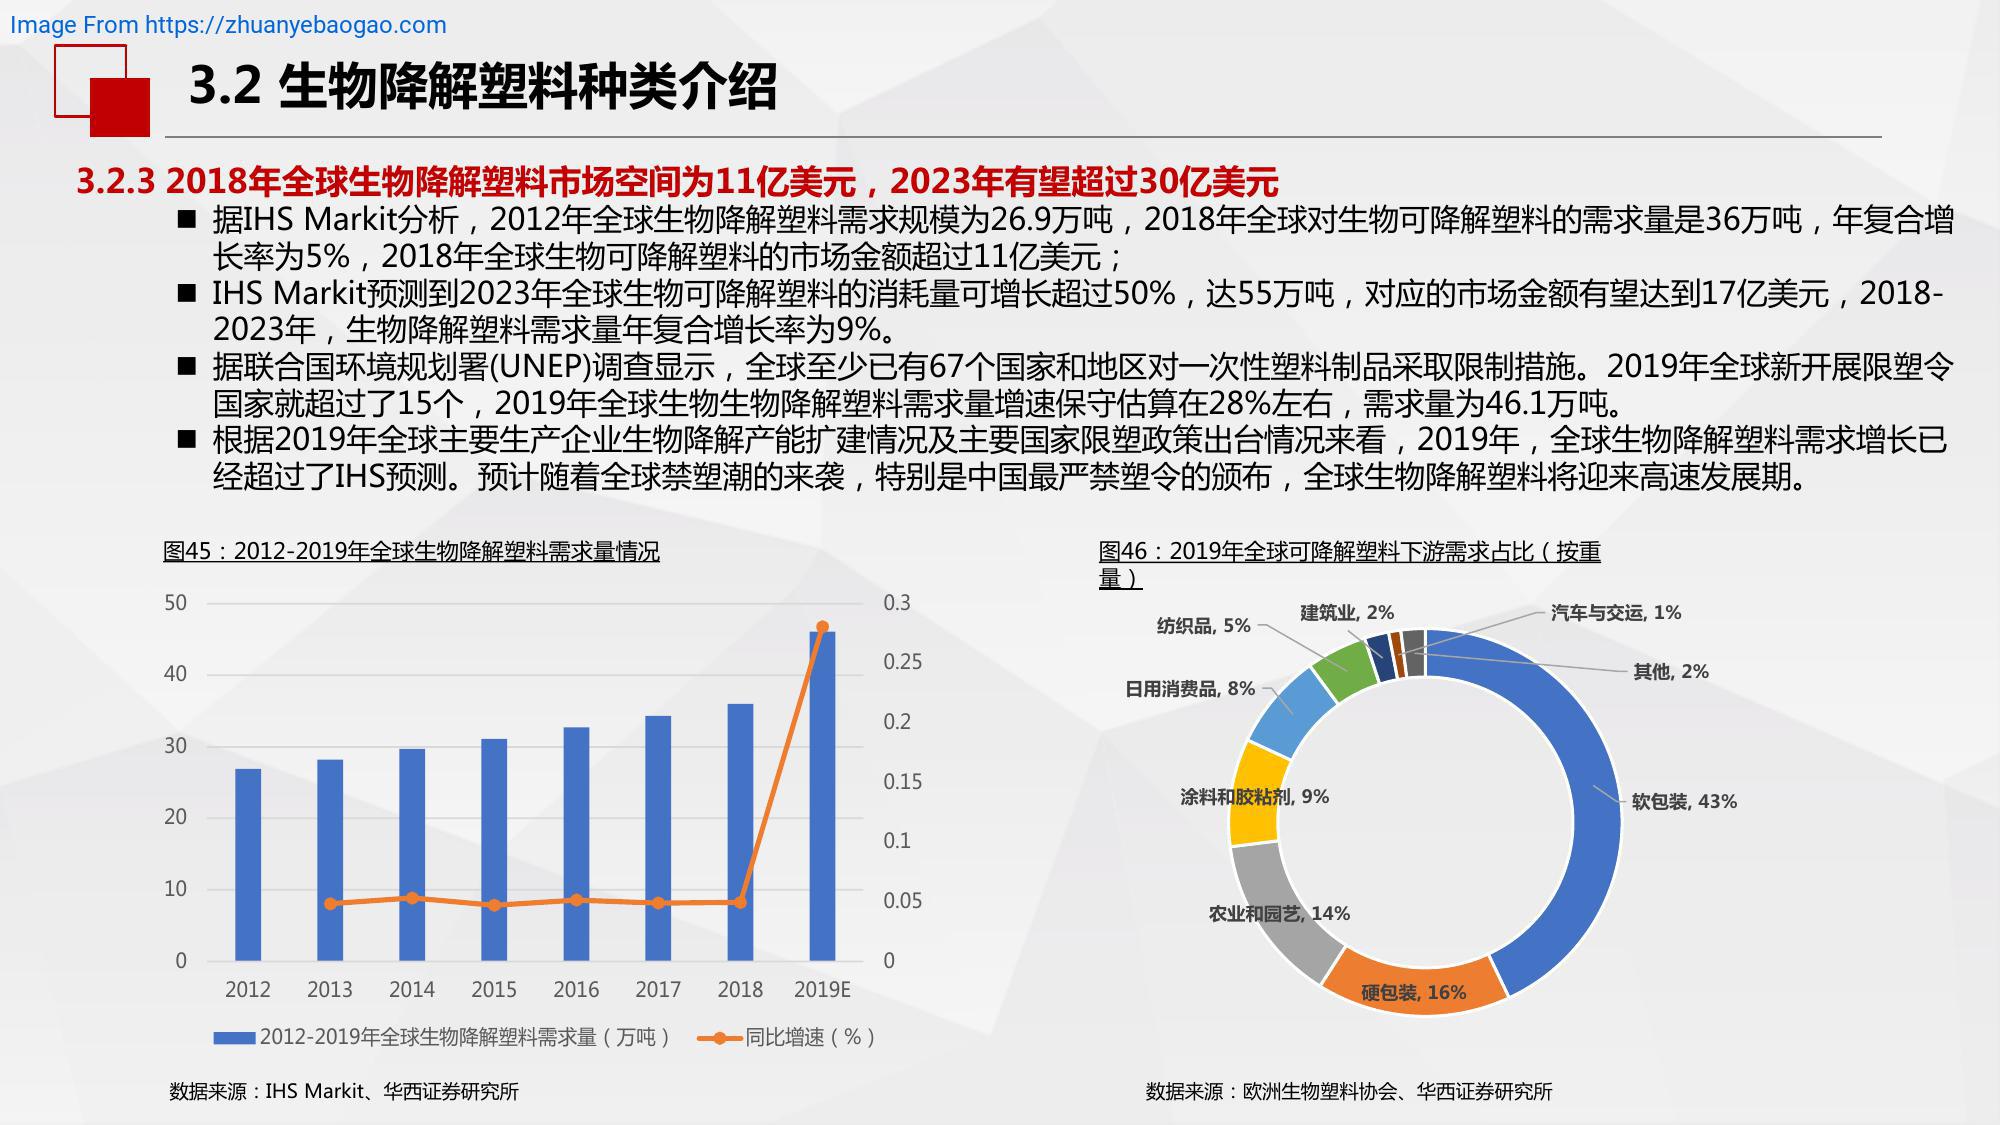 Image From https://zhuanyebaogao.com
3.2 生物降解塑料种类介绍
3.2.3 2018年全球生物降解塑料市场空间为11亿美元，2023年有望超过30亿美元
■ 据IHS Markit分析，2012年全球生物降解塑料需求规模为26.9万吨，2018年全球对生物可降解塑料的需求量是36万吨，年复合增
长率为5%，2018年全球生物可降解塑料的市场金额超过11亿美元；
■ IHS Markit预测到2023年全球生物可降解塑料的消耗量可增长超过50%，达55万吨，对应的市场金额有望达到17亿美元，2018-
2023年，生物降解塑料需求量年复合增长率为9%。
■ 据联合国环境规划署(UNEP)调查显示，全球至少已有67个国家和地区对一次性塑料制品采取限制措施。2019年全球新开展限塑令
国家就超过了15个，2019年全球生物生物降解塑料需求量增速保守估算在28%左右，需求量为46.1万吨。
■ 根据2019年全球主要生产企业生物降解产能扩建情况及主要国家限塑政策出台情况来看，2019年，全球生物降解塑料需求增长已
经超过了IHS预测。预计随着全球禁塑潮的来袭，特别是中国最严禁塑令的颁布，全球生物降解塑料将迎来高速发展期。
图45：2012-2019年全球生物降解塑料需求量情况
50
40
30
20
10
0
0.3
0.25
0.2
0.15
0.1
0.05
0
2012 2013 2014 2015 2016 2017 2018 2019E
2012-2019年全球生物降解塑料需求量（万吨） 同比增速（%）
数据来源：IHS Markit、华西证券研究所
图46：2019年全球可降解塑料下游需求占比（按重
量）
建筑业, 2%
汽车与交运, 1%
纺织品, 5%
其他, 2%
日用消费品, 8%
涂料和胶粘剂, 9%
软包装, 43%
农业和园艺, 14%
硬包装, 16%
数据来源：欧洲生物塑料协会、华西证券研究所